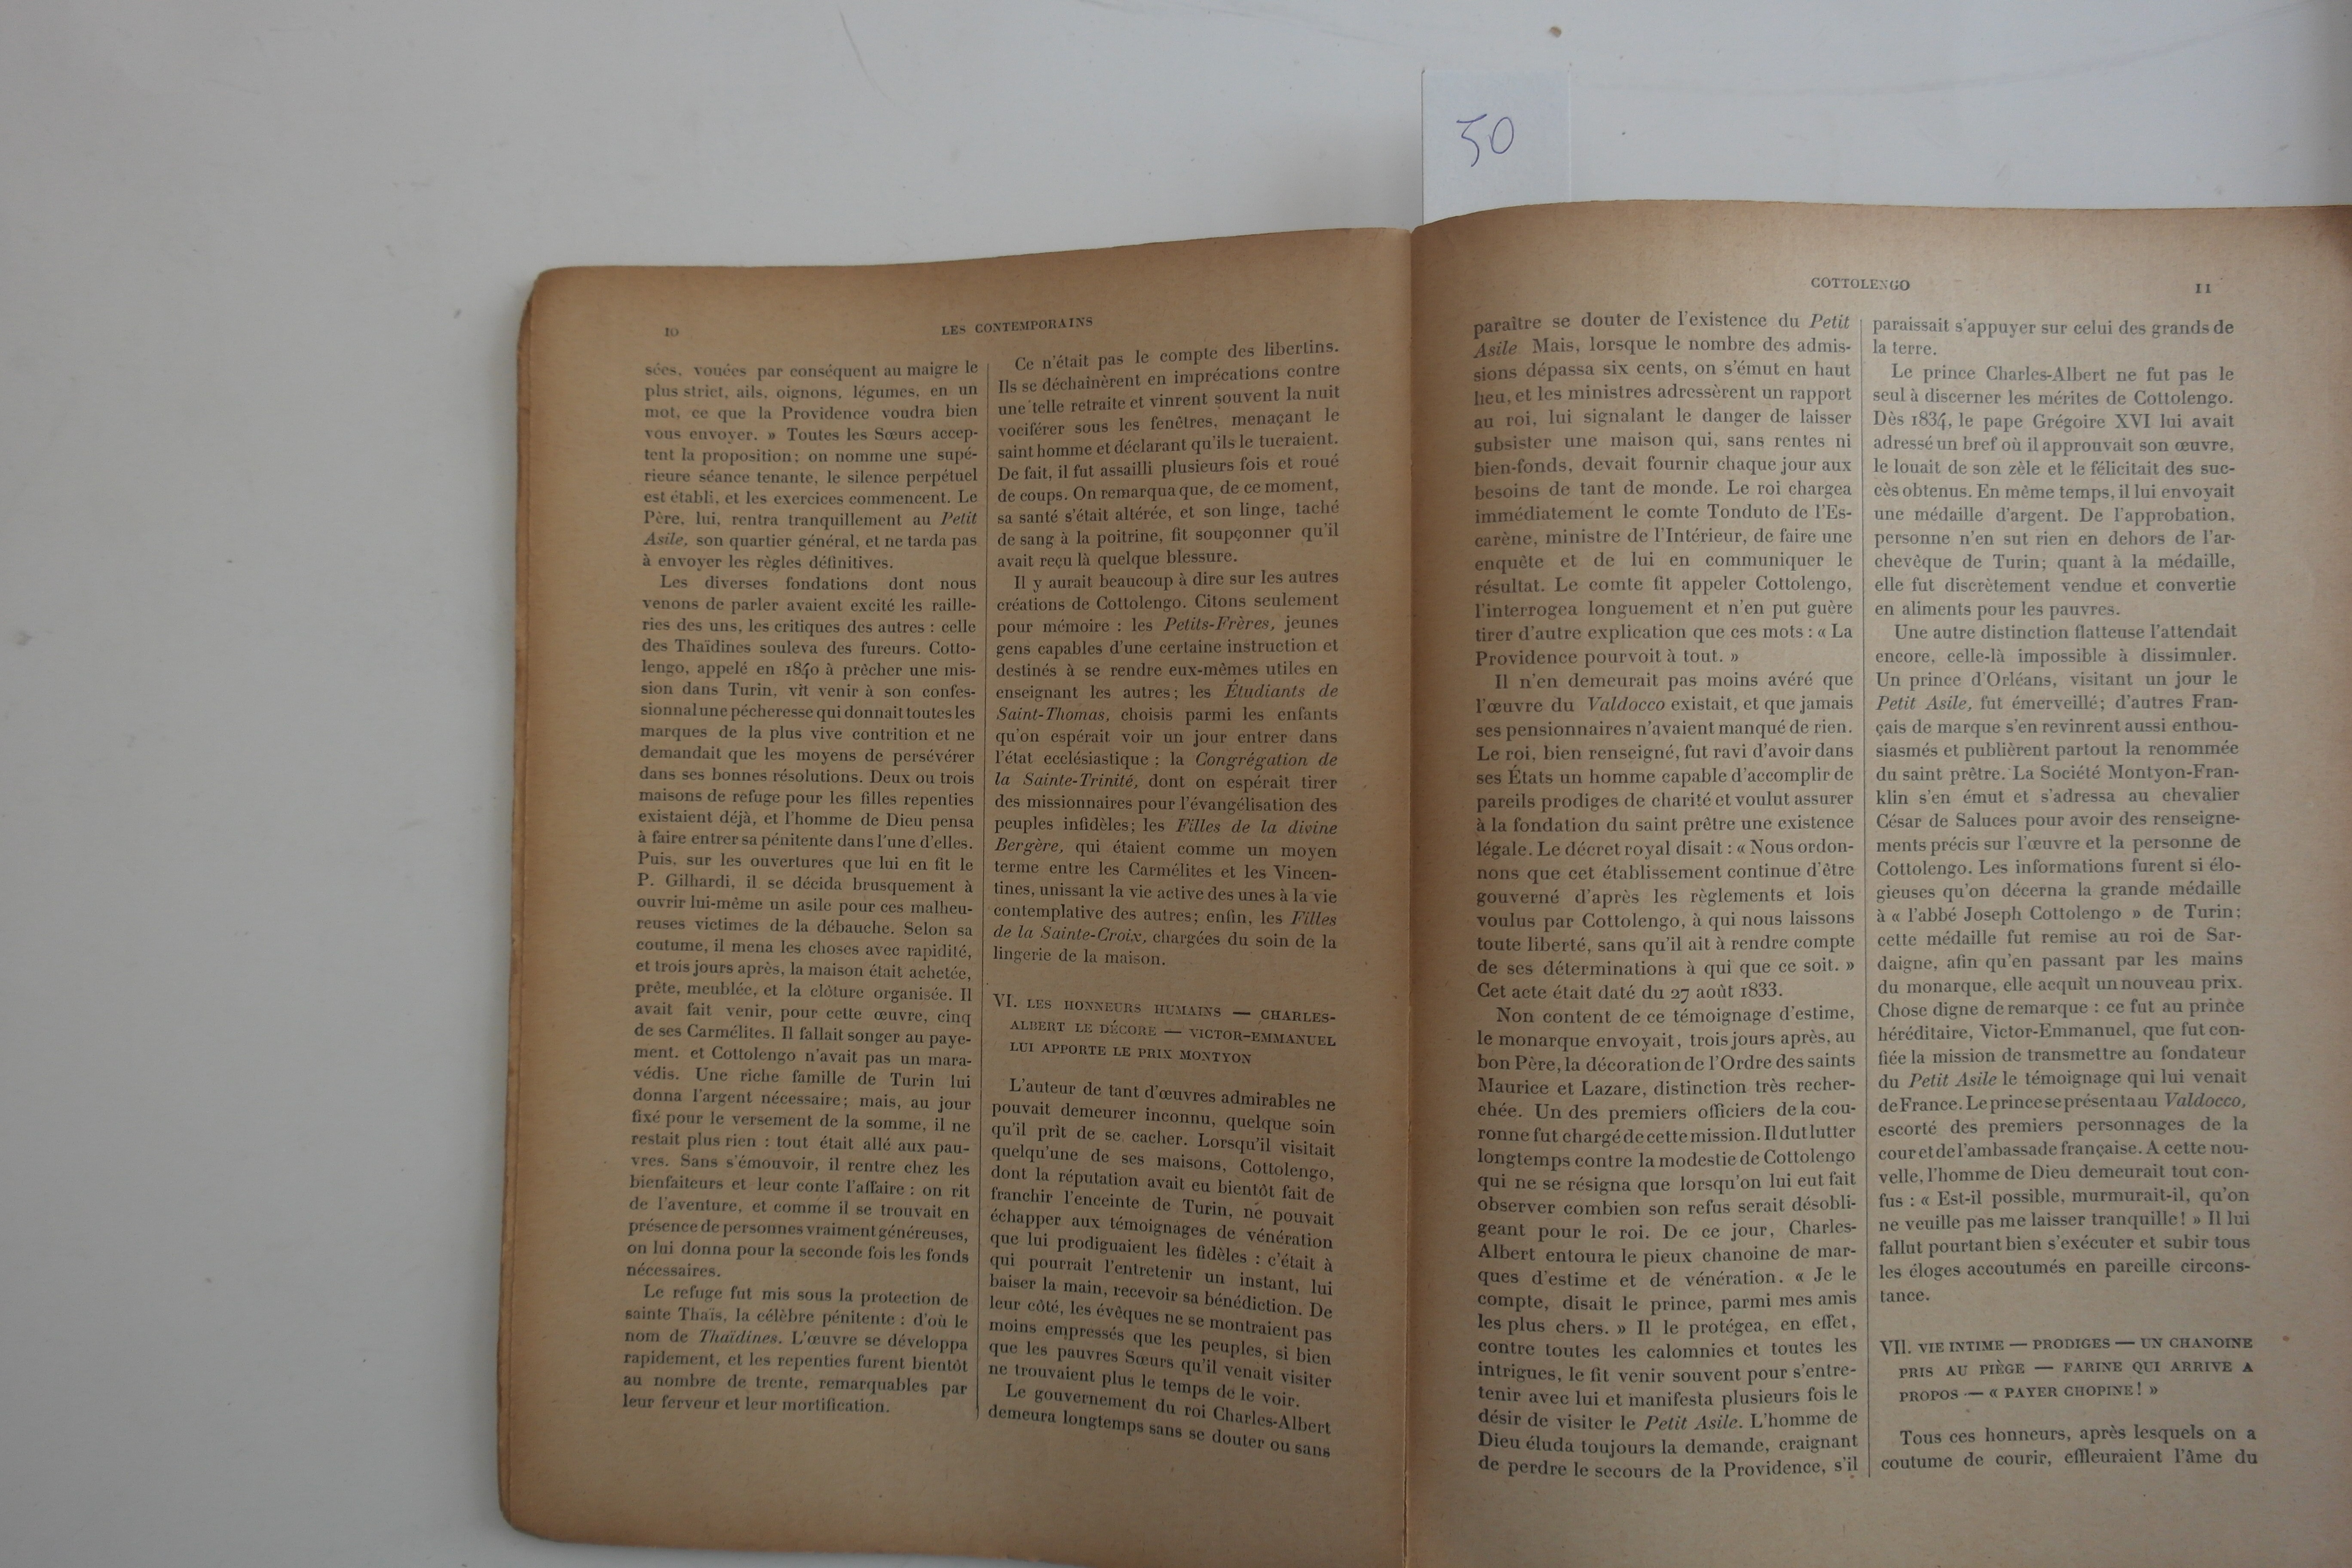 50
10
LES CONTEMPORAINS
sées, vouées par conséquent au maigre le
plus strict, ails, oignons, légumes, en un
mot, ce que la Providence voudra bien
vous envoyer. » Toutes les Sœurs accep-
tent la proposition; on nomme une supé-
rieure séance tenante, le silence perpétuel
est établi, et les exercices commencent. Le
Père, lui, rentra tranquillement au Petit
Asile, son quartier général, et ne tarda pas
à envoyer les règles définitives.
Les diverses fondations dont nous
venons de parler avaient excité les raille-
ries des uns, les critiques des autres : celle
des Thaïdines souleva des fureurs. Cotto-
lengo, appelé en 1840 à prêcher une mis-
sion dans Turin, vit venir à son confes-
sionnal une pécheresse qui donnait toutes les
marques de la plus vive contrition et ne
demandait que les moyens de persévérer
dans ses bonnes résolutions. Deux ou trois
maisons de refuge pour les filles repenties
existaient déjà, et l'homme de Dieu pensa
à faire entrer sa pénitente dans l'une d'elles.
Puis, sur les ouvertures que lui en fit le
P. Gilhardi, il se décida brusquement à
ouvrir lui-même un asile pour ces malheu-
reuses victimes de la débauche. Selon sa
coutume, il mena les choses avec rapidité,
et trois jours après, la maison était achetée,
prête, meublée, et la clôture organisée. Il
avait fait venir, pour cette œuvre, cinq
de ses Carmélites. Il fallait songer au paye-
ment. et Cottolengo n'avait pas un mara-
védis. Une riche famille de Turin lui
donna l'argent nécessaire; mais, au jour
fixé pour le versement de la somme, il ne
restait plus rien : tout était allé aux pau-
vres. Sans s'émouvoir, il rentre chez les
bienfaiteurs et leur conte l'affaire : on rit
de l'aventure, et comme il se trouvait en
présence de personnes vraiment généreuses,
on lui donna pour la seconde fois les fonds
nécessaires.
Le refuge fut mis sous la protection de
sainte Thaïs, la célèbre pénitente : d'où le
nom de Thaïdines. L'œuvre se développa
rapidement, et les repenties furent bientôt
au nombre de trente, remarquables par
leur ferveur et leur mortification.
Ce n'était pas le compte des libertins.
Ils se déchaînèrent en imprécations contre
une telle retraite et vinrent souvent la nuit
vociférer sous les fenêtres, menaçant le
saint homme et déclarant qu'ils le tueraient.
De fait, il fut assailli plusieurs fois et roué
de coups. On remarqua que, de ce moment,
sa santé s'était altérée, et son linge, taché
de sang à la poitrine, fit soupçonner qu'il
avait reçu là quelque blessure.
Il y aurait beaucoup à dire sur les autres
créations de Cottolengo. Citons seulement
pour mémoire : les Petits-Frères, jeunes
gens capables d'une certaine instruction et
destinés à se rendre eux-mêmes utiles en
enseignant les autres; les Étudiants de
Saint-Thomas, choisis parmi les enfants
qu'on espérait voir un jour entrer dans
l'état ecclésiastique; la Congrégation de
la Sainte-Trinité, dont on espérait tirer
des missionnaires pour l'évangélisation des
peuples infidèles; les Filles de la divine
Bergère, qui étaient comme un moyen
terme entre les Carmélites et les Vincen-
tines, unissant la vie active des unes à la vie
contemplative des autres; enfin, les Filles
de la Sainte-Croix, chargées du soin de la
lingerie de la maison.
VI. LES HONNEURS HUMAINS — CHARLES-
ALBERT LE DÉCORE — VICTOR-EMMANUEL
LUI APPORTE LE PRIX MONTYON
L'auteur de tant d'œuvres admirables ne
pouvait demeurer inconnu, quelque soin
qu'il prît de se cacher. Lorsqu'il visitait
quelqu'une de ses maisons, Cottolengo,
dont la réputation avait eu bientôt fait de
franchir l'enceinte de Turin, ne pouvait
échapper aux témoignages de vénération
que lui prodiguaient les fidèles : c'était à
qui pourrait l'entretenir un instant, lui
baiser la main, recevoir sa bénédiction. De
leur côté, les évêques ne se montraient pas
moins empressés que les peuples, si bien
que les pauvres Sœurs qu'il venait visiter
ne trouvaient plus le temps de le voir.
Le gouvernement du roi Charles-Albert
demeura longtemps sans se douter ou sans
COTTOLENGO
11
paraître se douter de l'existence du Petit
Asile Mais, lorsque le nombre des admis-
sions dépassa six cents, on s'émut en haut
lieu, et les ministres adressèrent un rapport
au roi, lui signalant le danger de laisser
subsister une maison qui, sans rentes ni
bien-fonds, devait fournir chaque jour aux
besoins de tant de monde. Le roi chargea
immédiatement le comte Tonduto de l'Es-
carène, ministre de l'Intérieur, de faire une
enquête et de lui en communiquer le
résultat. Le comte fit appeler Cottolengo,
l'interrogea longuement et n'en put guère
tirer d'autre explication que ces mots : « La
Providence pourvoit à tout. »
Il n'en demeurait pas moins avéré que
l'œuvre du Valdocco existait, et que jamais
ses pensionnaires n'avaient manqué de rien.
Le roi, bien renseigné, fut ravi d'avoir dans
ses États un homme capable d'accomplir de
pareils prodiges de charité et voulut assurer
à la fondation du saint prêtre une existence
légale. Le décret royal disait : « Nous ordon-
nons que cet établissement continue d'être
gouverné d'après les règlements et lois
voulus par Cottolengo, à qui nous laissons
toute liberté, sans qu'il ait à rendre compte
de ses déterminations à qui que ce soit. »
Cet acte était daté du 27 août 1833.
Non content de ce témoignage d'estime,
le monarque envoyait, trois jours après, au
bon Père, la décoration de l'Ordre des saints
Maurice et Lazare, distinction très recher-
chée. Un des premiers officiers de la cou-
ronne fut chargé de cette mission. Il dut lutter
longtemps contre la modestie de Cottolengo
qui ne se résigna que lorsqu'on lui eut fait
observer combien son refus serait désobli-
geant pour le roi. De ce jour, Charles-
Albert entoura le pieux chanoine de mar-
ques d'estime et de vénération. « Je le
compte, disait le prince, parmi mes amis
les plus chers. » Il le protégea, en effet,
contre toutes les calomnies et toutes les
intrigues, le fit venir souvent pour s'entre-
tenir avec lui et manifesta plusieurs fois le
désir de visiter le Petit Asile. L'homme de
Dieu éluda toujours la demande, craignant
de perdre le secours de la Providence, s'il
paraissait s'appuyer sur celui des grands de
la terre.
Le prince Charles-Albert ne fut pas le
seul à discerner les mérites de Cottolengo.
Dès 1834, le pape Grégoire XVI lui avait
adressé un bref où il approuvait son œuvre,
le louait de son zèle et le félicitait des suc-
cès obtenus. En même temps, il lui envoyait
une médaille d'argent. De l'approbation,
personne n'en sut rien en dehors de l'ar-
chevêque de Turin; quant à la médaille,
elle fut discrètement vendue et convertie
en aliments pour les pauvres.
Une autre distinction flatteuse l'attendait
encore, celle-là impossible à dissimuler.
Un prince d'Orléans, visitant un jour le
Petit Asile, fut émerveillé; d'autres Fran-
çais de marque s'en revinrent aussi enthou-
siasmés et publièrent partout la renommée
du saint prêtre. La Société Montyon-Fran-
klin s'en émut et s'adressa au chevalier
César de Saluces pour avoir des renseigne-
ments précis sur l'œuvre et la personne de
Cottolengo. Les informations furent si élo-
gieuses qu'on décerna la grande médaille
à « l'abbé Joseph Cottolengo » de Turin;
cette médaille fut remise au roi de Sar-
daigne, afin qu'en passant par les mains
du monarque, elle acquît un nouveau prix.
Chose digne de remarque : ce fut au prince
héréditaire, Victor-Emmanuel, que fut con-
fiée la mission de transmettre au fondateur
du Petit Asile le témoignage qui lui venait
de France. Le prince se présenta au Valdocco,
escorté des premiers personnages de la
cour et de l'ambassade française. A cette nou-
velle, l'homme de Dieu demeurait tout con-
fus : « Est-il possible, murmurait-il, qu'on
ne veuille pas me laisser tranquille! » Il lui
fallut pourtant bien s'exécuter et subir tous
les éloges accoutumés en pareille circons-
tance.
VII. VIE INTIME — PRODIGES — UN CHANOINE
PRIS AU PIÈGE — FARINE QUI ARRIVE A
PROPOS — « PAYER CHOPINE! »
Tous ces honneurs, après lesquels on a
coutume de courir, effleuraient l'âme du